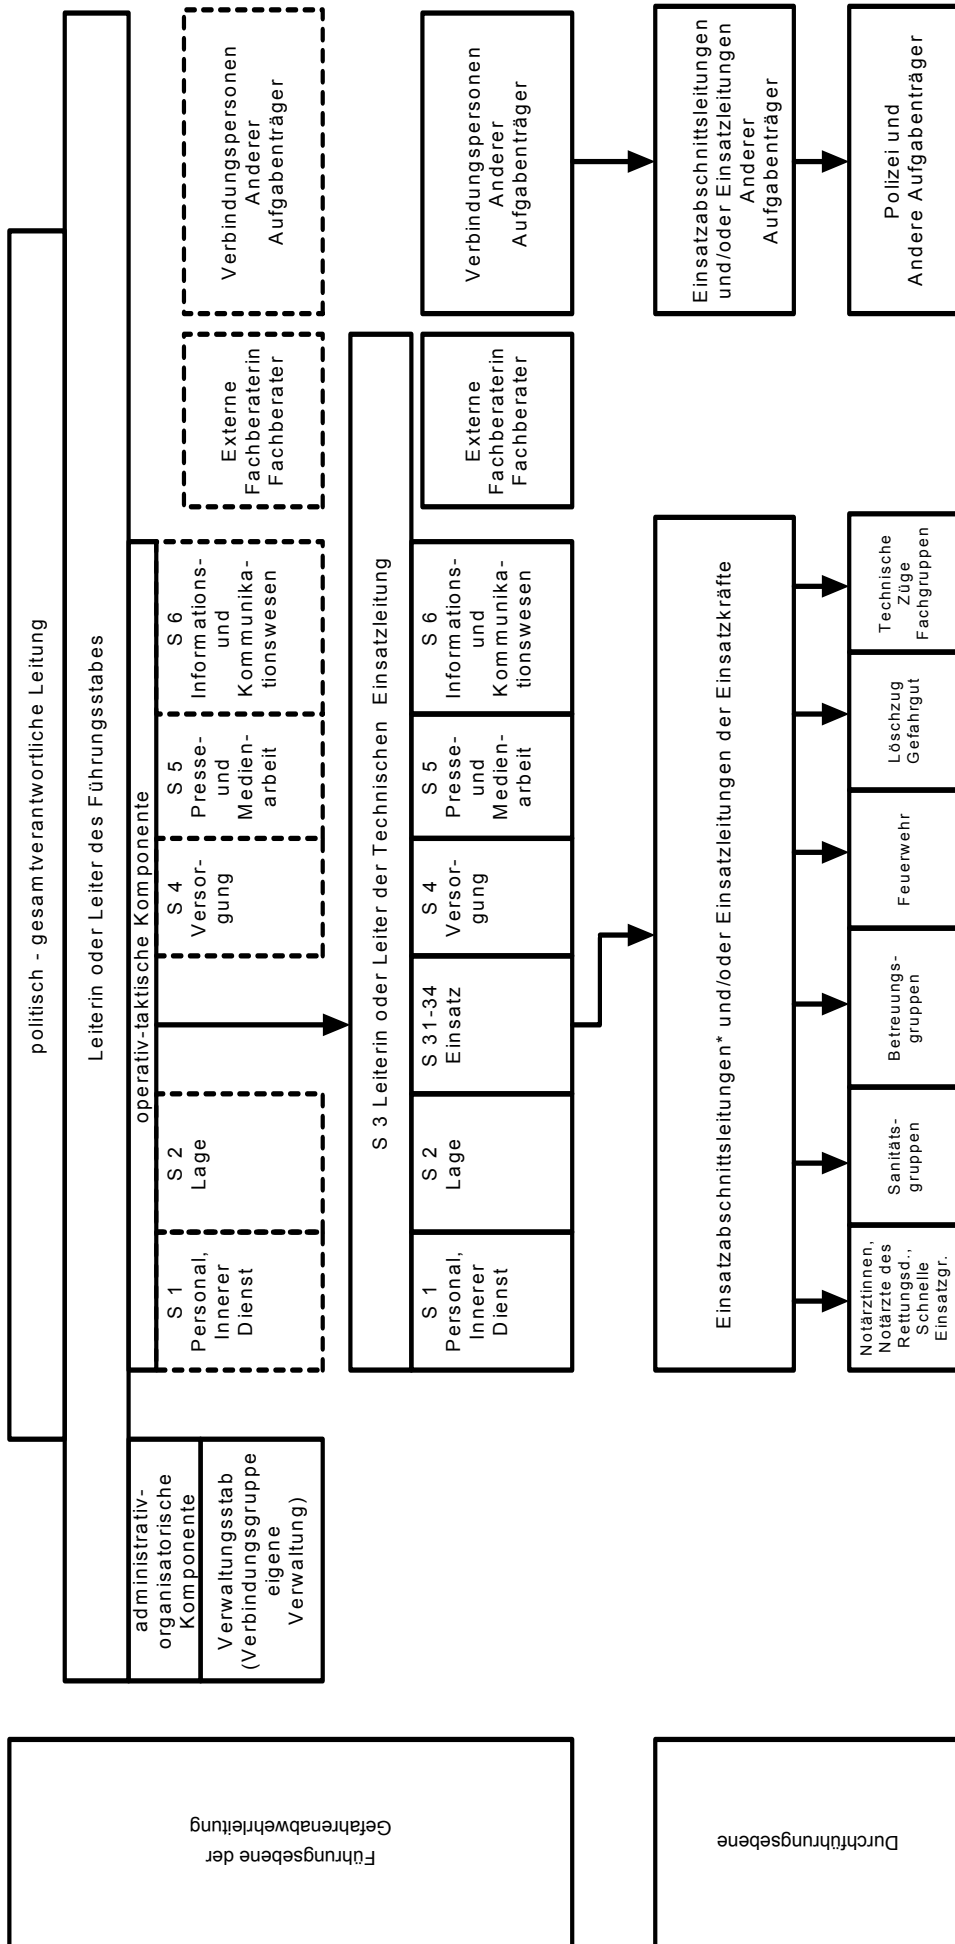 politisch - gesamtverantwortliche Leitung
Leiterin oder Leiter des Führungsstabes
administrativ-
organisatorische
Komponente
Verwaltungsstab
(Verbindungsgruppe
eigene
Verwaltung)
operativ-taktische Komponente
S 1
Personal,
Innerer
Dienst
S 2
Lage
S 4
Versor-
gung
S 5
Presse-
und
Medien-
arbeit
S 6
Informations-
und
Kommunika-
tionswesen
Externe
Fachberaterin
Fachberater
Verbindungspersonen
Anderer
Aufgabenträger
S 3 Leiterin oder Leiter der Technischen Einsatzleitung
S 1
Personal,
Innerer
Dienst
S 2
Lage
S 31-34
Einsatz
S 4
Versor-
gung
S 5
Presse-
und
Medien-
arbeit
S 6
Informations-
und
Kommunika-
tionswesen
Externe
Fachberaterin
Fachberater
Verbindungspersonen
Anderer
Aufgabenträger
Führungsebene der
Gefahrenabwehrleitung
Einsatzabschnittsleitungen* und/oder Einsatzleitungen der Einsatzkräfte
Einsatzabschnittsleitungen
und/oder Einsatzleitungen
Anderer
Aufgabenträger
Notärztinnen,
Notärzte des
Rettungsd.,
Schnelle
Einsatzgr.
Sanitäts-
gruppen
Betreuungs-
gruppen
Feuerwehr
Löschzug
Gefahrgut
Technische
Züge
Fachgruppen
Polizei und
Andere Aufgabenträger
Durchführungsebene